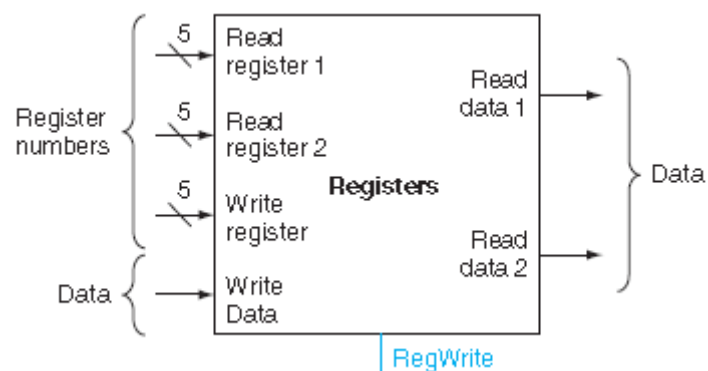 Register
numbers
Data
5
Read
register 1
5
Read
register 2
5
Write
register
Write
Data
Registers
Read
data 1
Read
data 2
Data
RegWrite